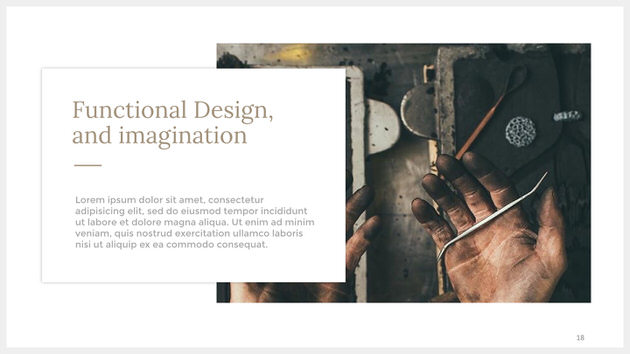 Functional Design,
and imagination
Lorem ipsum dolor sit amet, consectetur
adipisicing elit, sed do eiusmod tempor incididunt
ut labore et dolore magna aliqua. Ut enim ad minim
veniam, quis nostrud exercitation ullamco laboris
nisi ut aliquip ex ea commodo consequat.
18